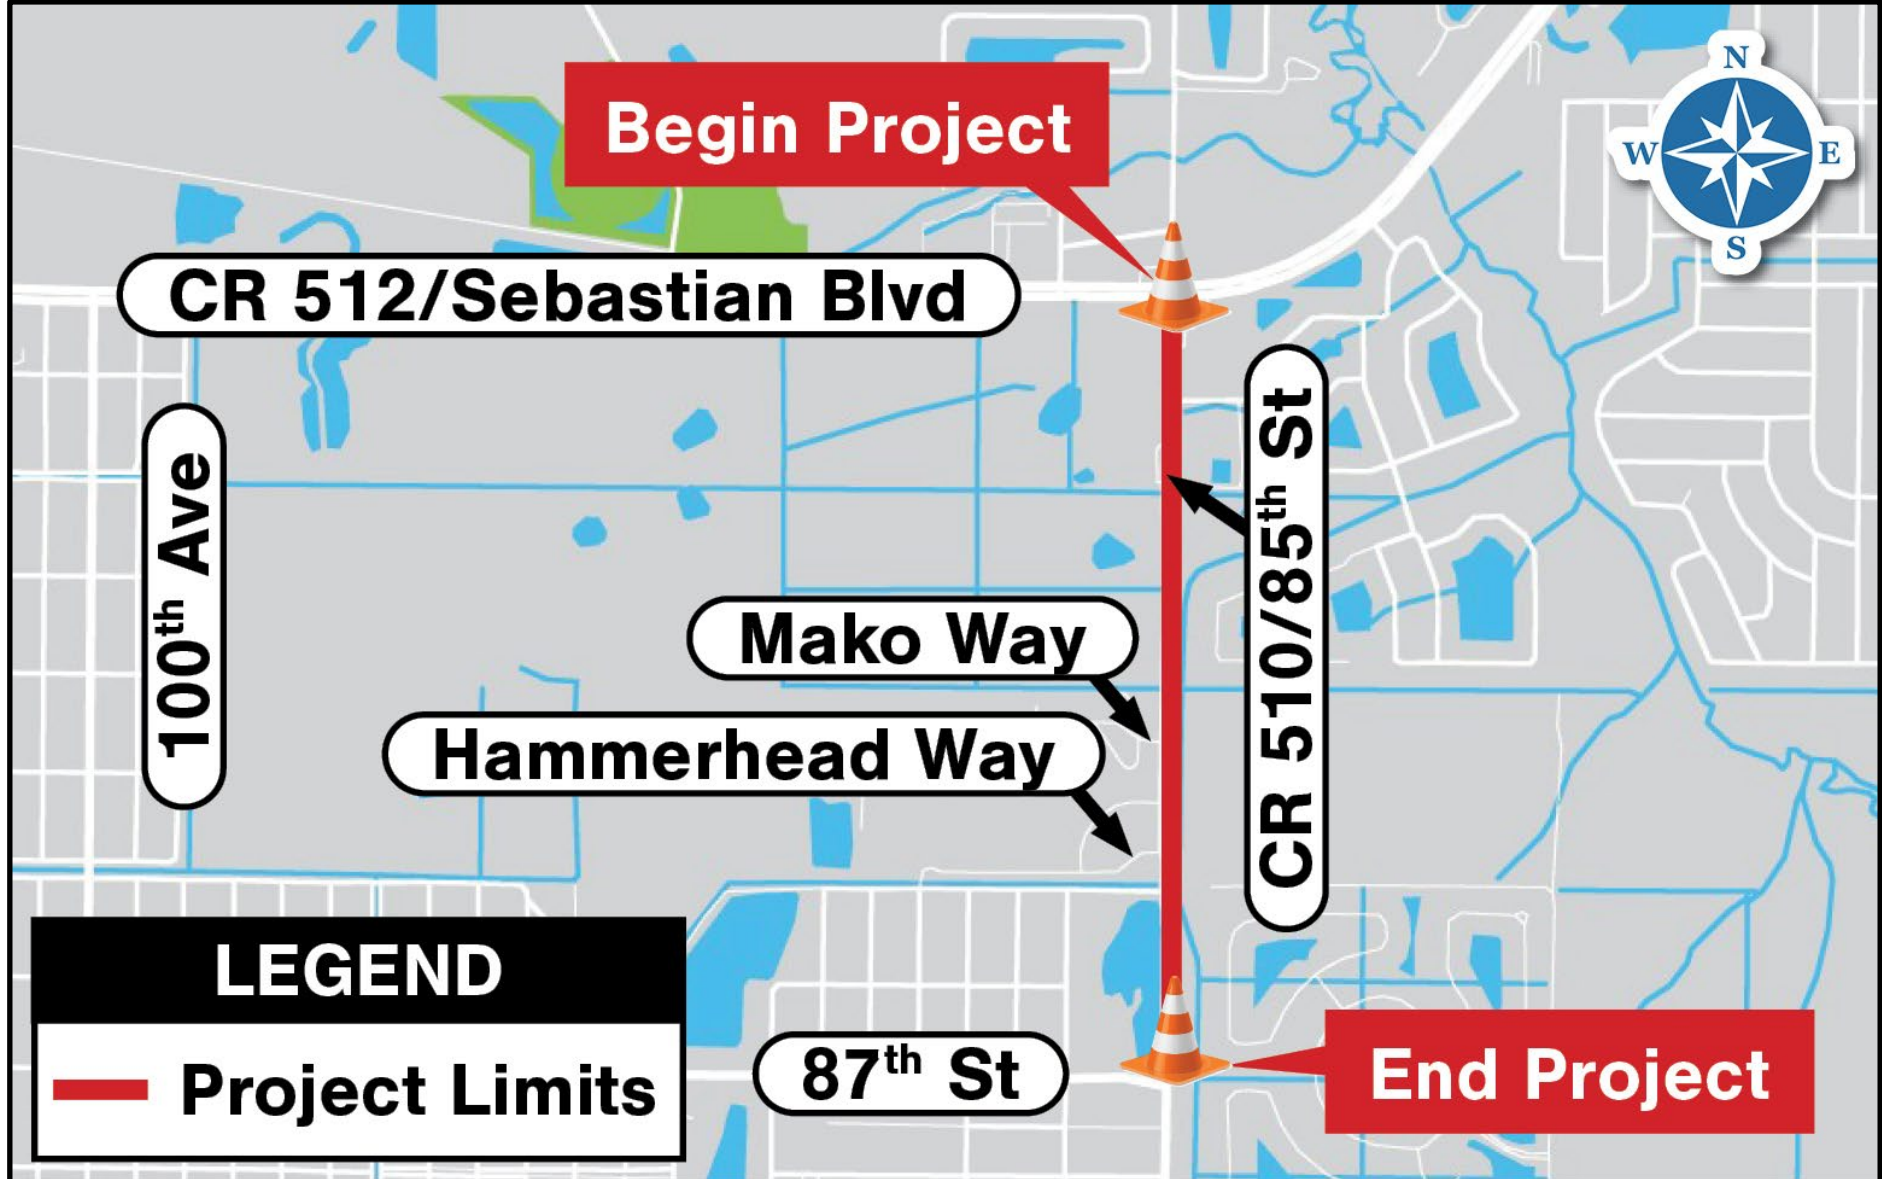 N
W E
S
Begin Project
CR 512/Sebastian Blvd
100th Ave
CR 510/85th St
Mako Way
Hammerhead Way
LEGEND
Project Limits
87th St
End Project